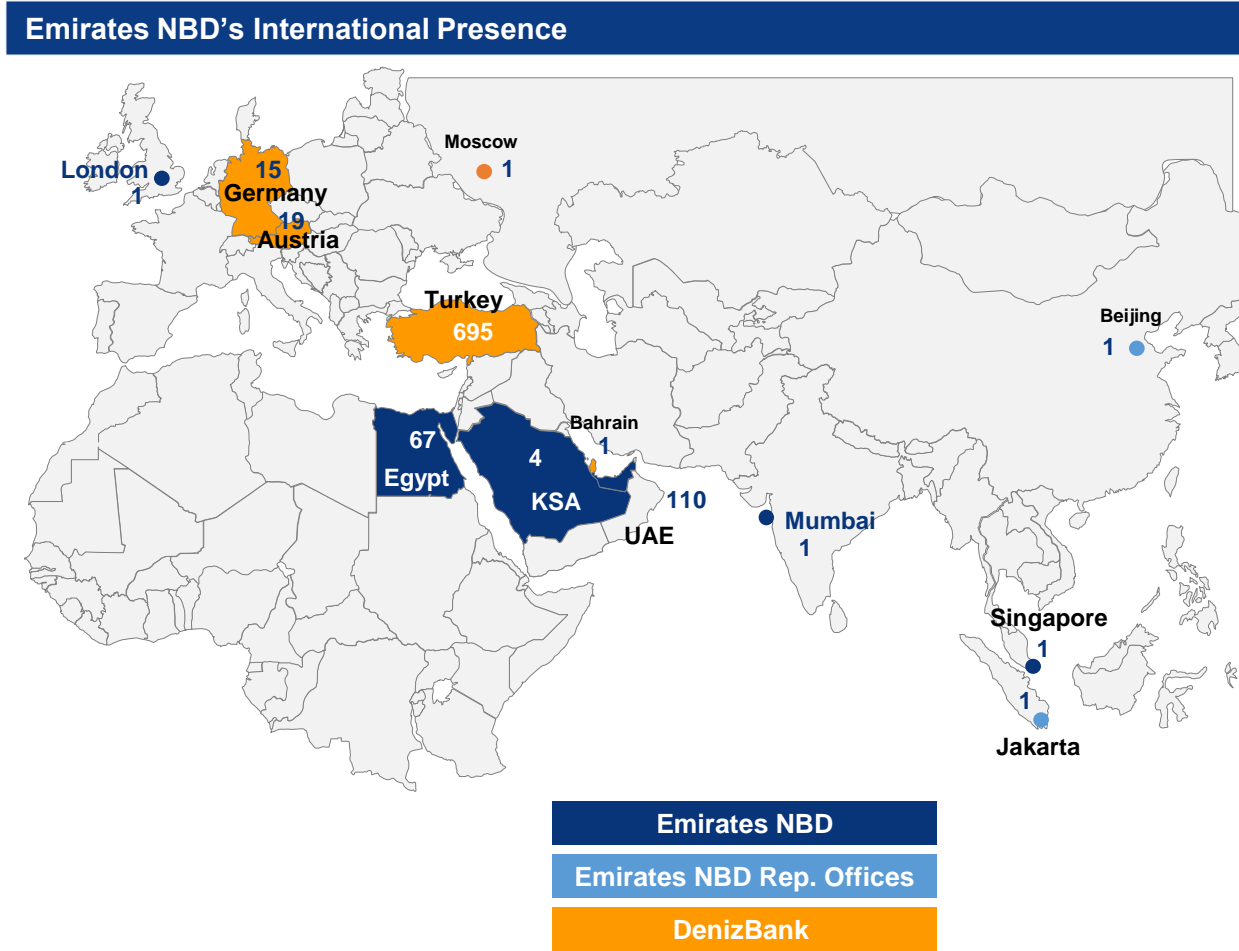 Emirates NBD's International Presence
Moscow
1
London
1
15
Germany
19
Austria
Turkey
695
Beijing
1
Bahrain
1
67
Egypt
4
KSA
110
UAE
Mumbai
1
Singapore
1
1
Jakarta
Emirates NBD
Emirates NBD Rep. Offices
DenizBank